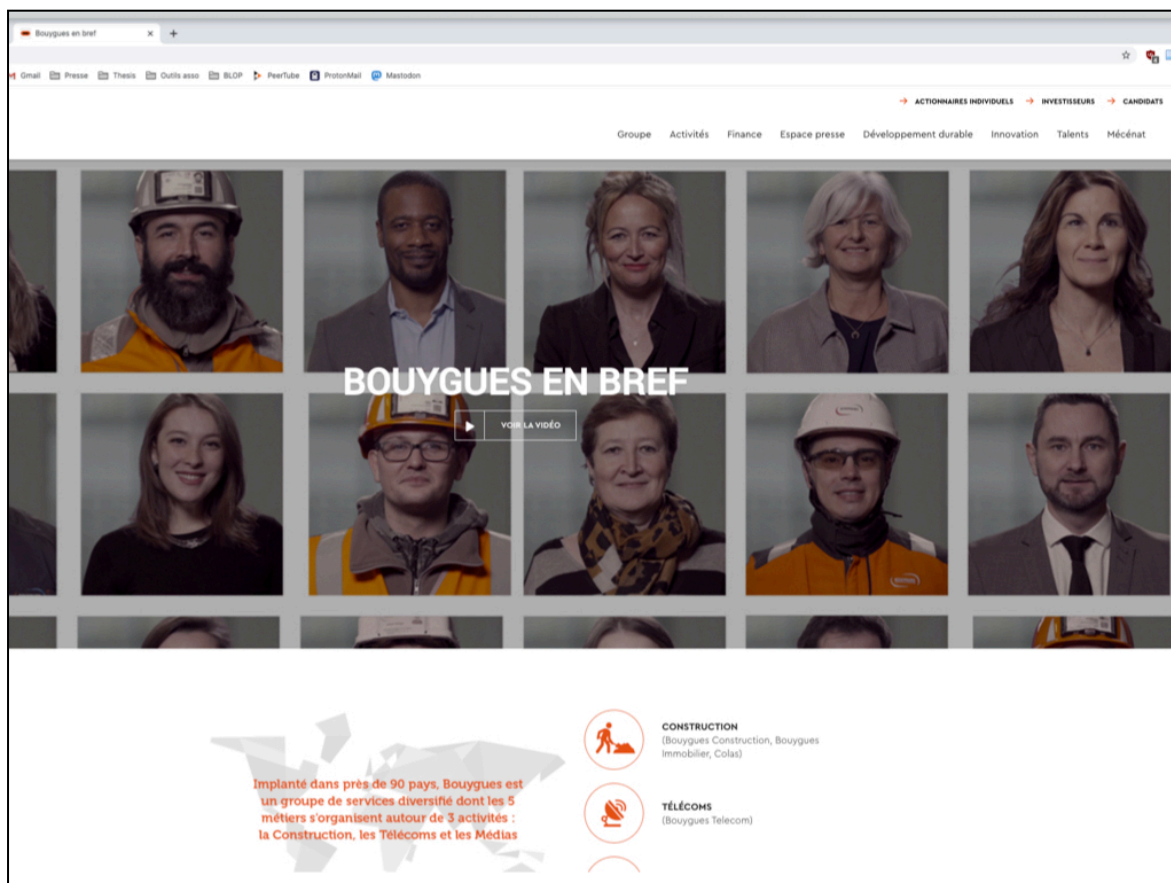 Bouygues en bref
Gmail Presse Thesis Outils asso BLOP PeerTube ProtonMail Mastodon
ACTIONNAIRES INDIVIDUELS INVESTISSEURS CANDIDATS
Groupe Activités Finance Espace presse Développement durable Innovation Talents Mécénat
BOUYGUES EN BREF
VOIR LA VIDÉO
Implanté dans près de 90 pays, Bouygues est
un groupe de services diversifié dont les 5
métiers s'organisent autour de 3 activités :
la Construction, les Télécoms et les Médias
CONSTRUCTION
(Bouygues Construction, Bouygues
Immobilier, Colas)
TÉLÉCOMS
(Bouygues Telecom)